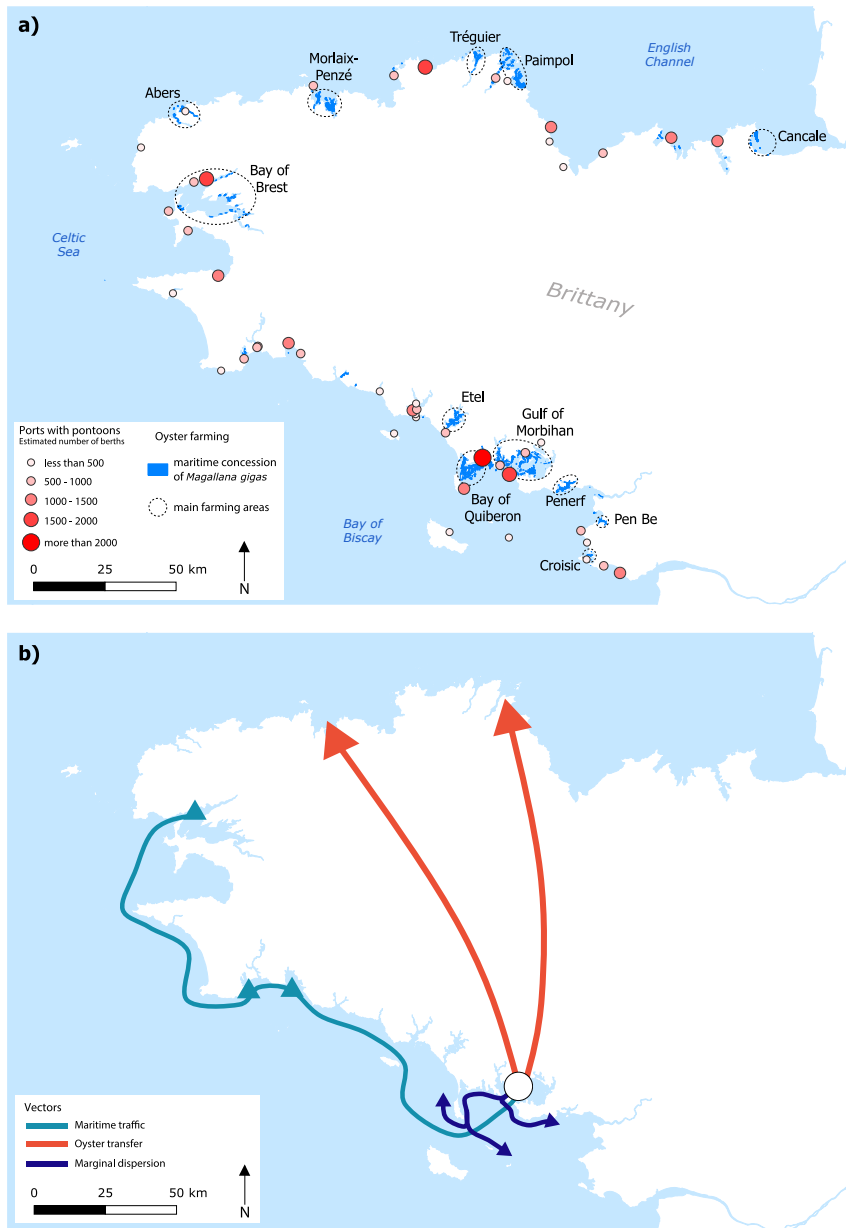 a)
Tréguier
English
Channel
Morlaix-
Penzé
Paimpol
Abers
Cancale
Bay of
Brest
Celtic
Sea
Brittany
Etel
Gulf of
Morbihan
Bay of
Quiberon
Penerf
Pen Be
Bay of
Biscay
Croisic
Ports with pontoons
Estimated number of berths
less than 500
500 - 1000
1000 - 1500
1500 - 2000
more than 2000
Oyster farming
maritime concession
of Magallana gigas
main farming areas
0 25 50 km
N
b)
Vectors
Maritime traffic
Oyster transfer
Marginal dispersion
0 25 50 km
N